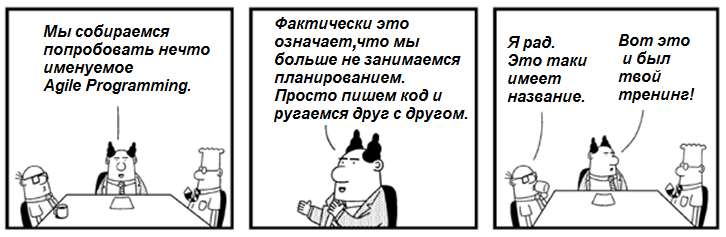 Мы собираемся
попробовать нечто
именуемое
Agile Programming.
Фактически это
означает,что мы
больше не занимаемся
планированием.
Просто пишем код и
ругаемся друг с другом.
Я рад.
Это таки
имеет
название.
Вот это
и был
твой
тренинг!